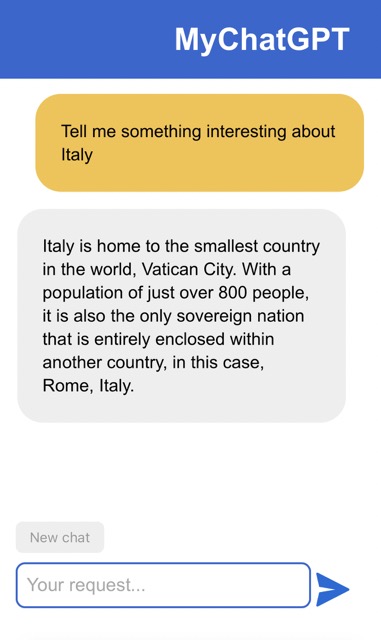 MyChatGPT
Tell me something interesting about
Italy
Italy is home to the smallest country
in the world, Vatican City. With a
population of just over 800 people,
it is also the only sovereign nation
that is entirely enclosed within
another country, in this case,
Rome, Italy.
New chat
Your request...